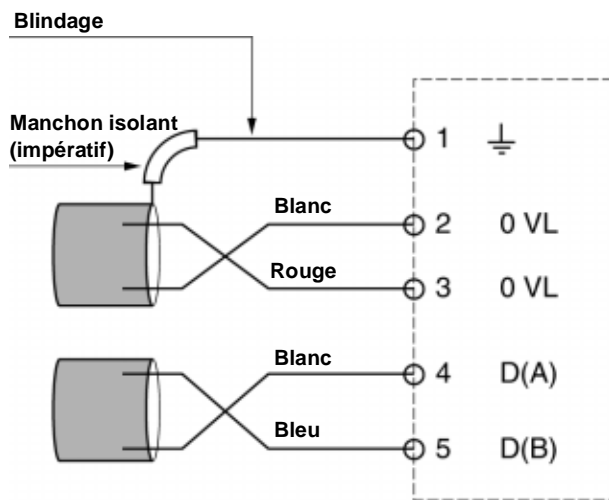 Blindage
Manchon isolant
(impératif)
1
Blanc
2 0 VL
Rouge
3 0 VL
Blanc
4 D(A)
Bleu
5 D(B)